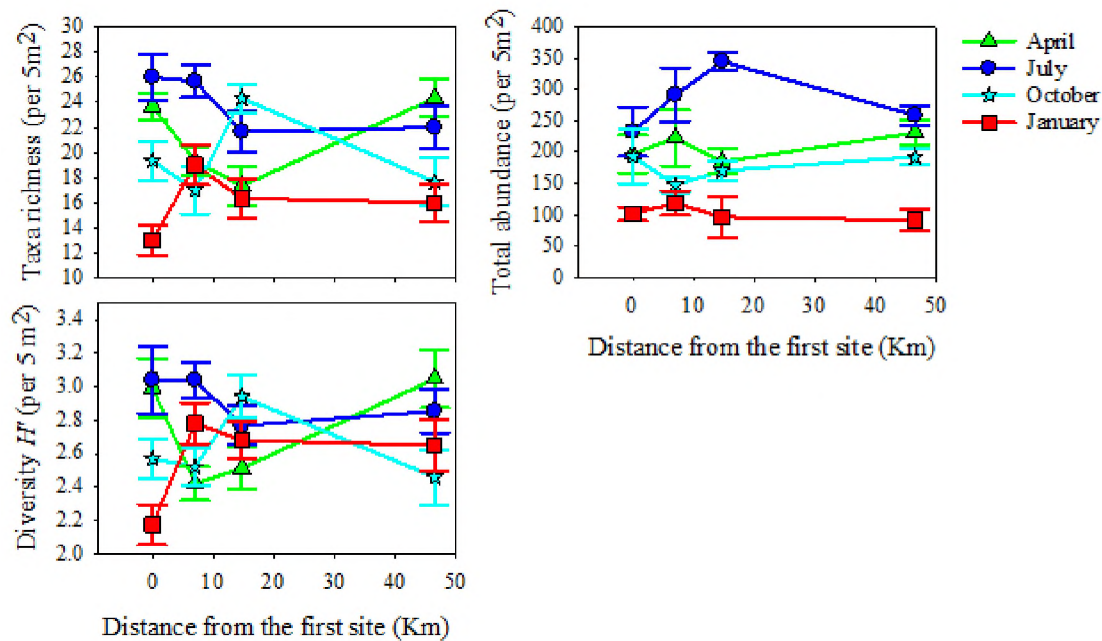 Taxa richness (per 5m²)
30
28
26
24
22
20
18
16
14
12
10
Total abundance (per 5m²)
400
350
300
250
200
150
100
50
0
0 10 20 30 40 50
Distance from the first site (Km)
April
July
October
January
Diversity H' (per 5 m²)
3.4
3.2
3.0
2.8
2.6
2.4
2.2
2.0
0 10 20 30 40 50
Distance from the first site (Km)